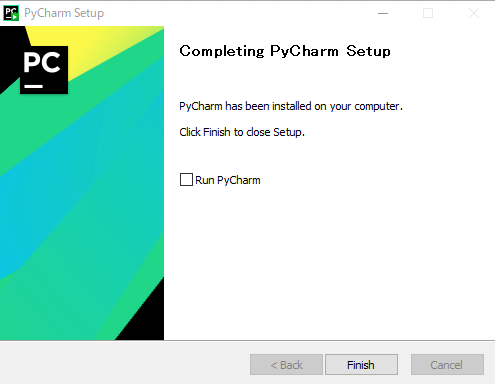 PyCharm Setup
PC
Completing PyCharm Setup
PyCharm has been installed on your computer.
Click Finish to close Setup.
Run PyCharm
< Back
Finish
Cancel